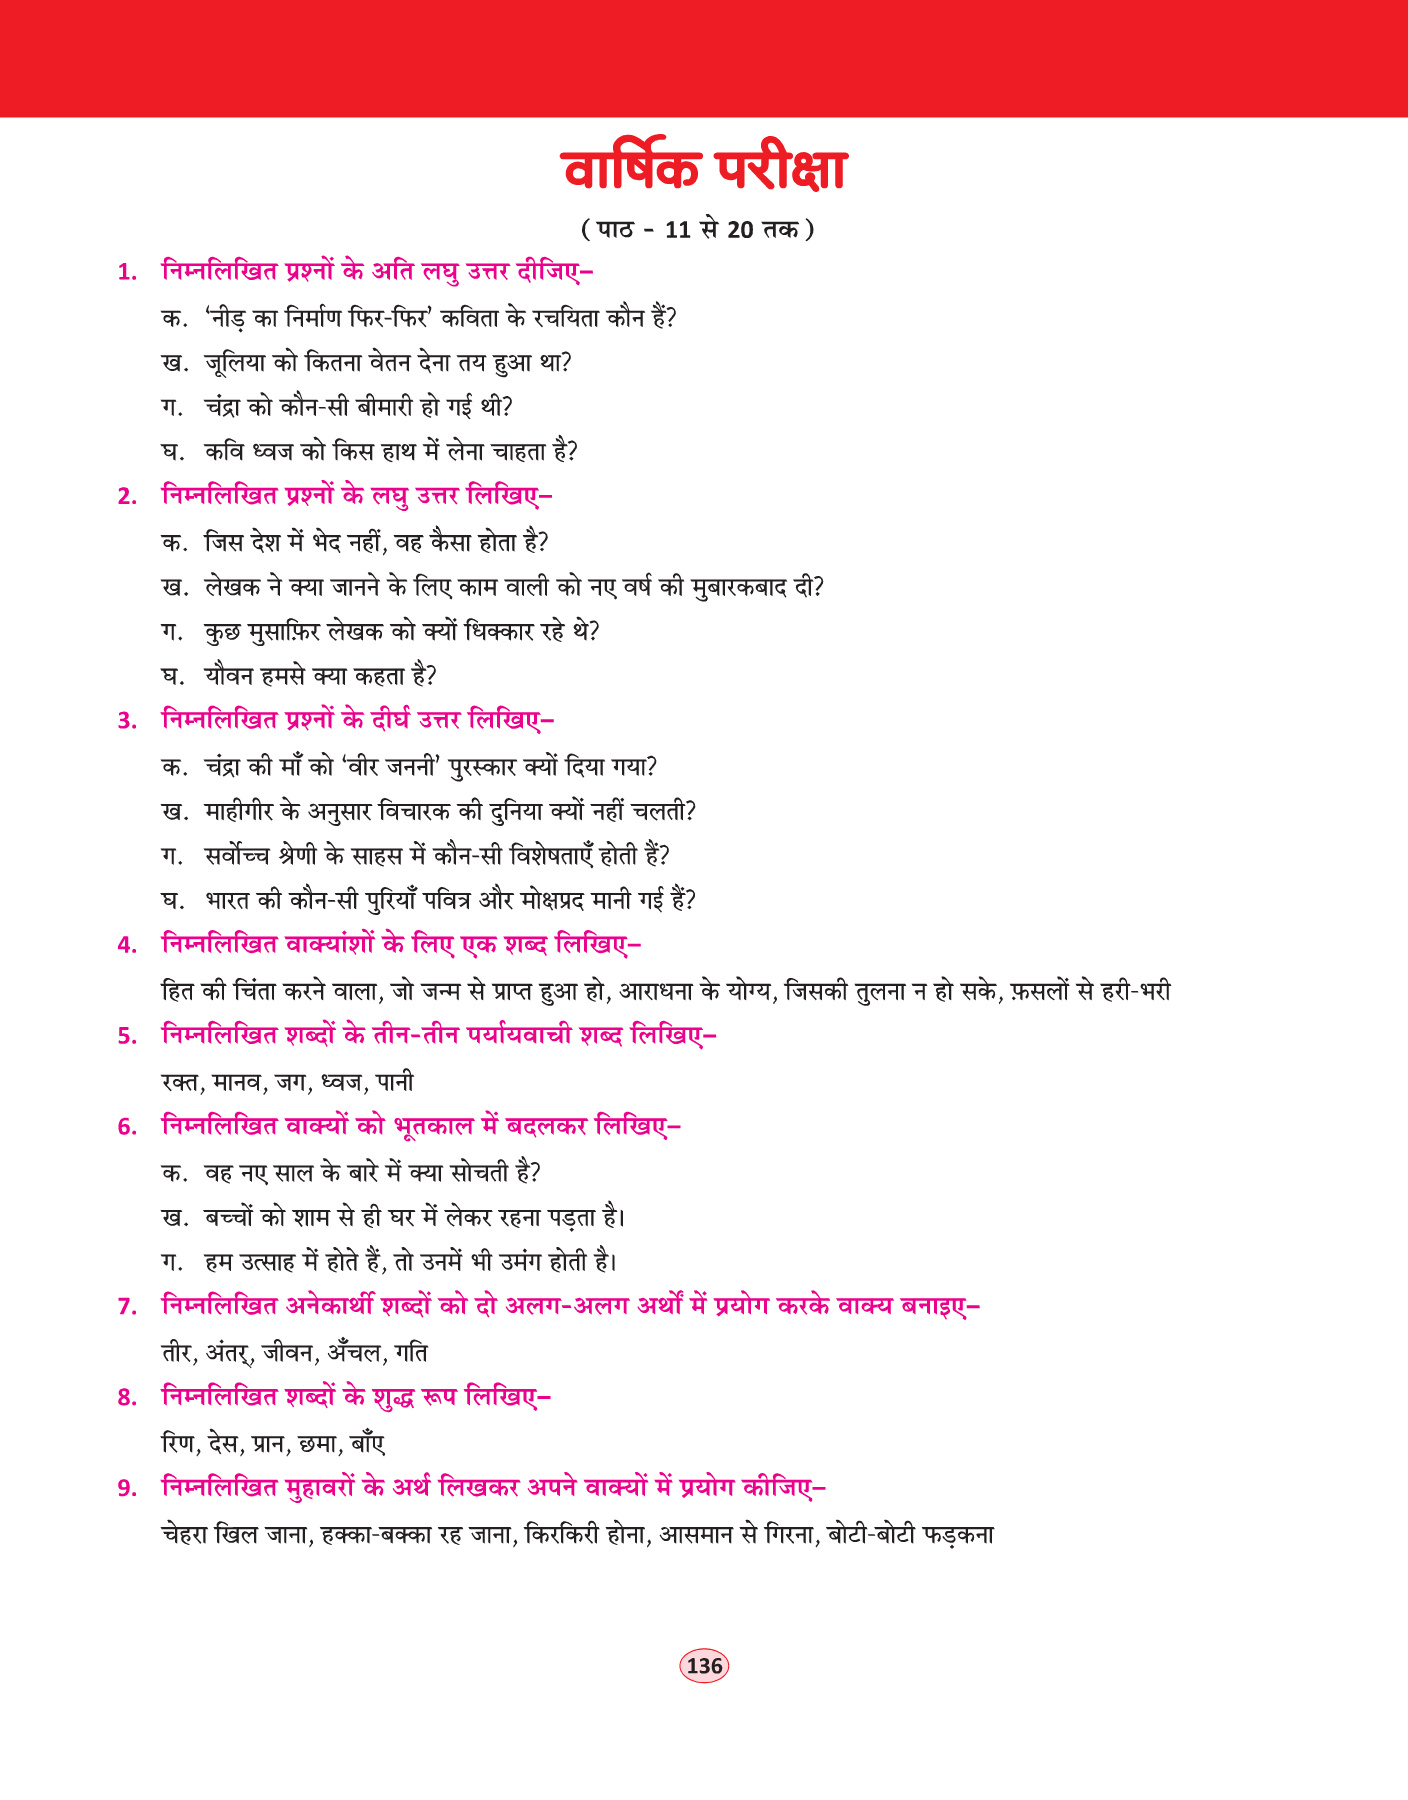 वार्षिक परीक्षा
( पाठ - 11 से 20 तक )
1. निम्नलिखित प्रश्नों के अति लघु उत्तर दीजिए–
क. ‘नीड़ का निर्माण फिर-फिर’ कविता के रचयिता कौन हैं?
ख. जूलिया को कितना वेतन देना तय हुआ था?
ग. चंद्रा को कौन-सी बीमारी हो गई थी?
घ. कवि ध्वज को किस हाथ में लेना चाहता है?
2. निम्नलिखित प्रश्नों के लघु उत्तर लिखिए–
क. जिस देश में भेद नहीं, वह कैसा होता है?
ख. लेखक ने क्या जानने के लिए काम वाली को नए वर्ष की मुबारकबाद दी?
ग. कुछ मुसाफ़िर लेखक को क्यों धिक्कार रहे थे?
घ. यौवन हमसे क्या कहता है?
3. निम्नलिखित प्रश्नों के दीर्घ उत्तर लिखिए–
क. चंद्रा की माँ को ‘वीर जननी’ पुरस्कार क्यों दिया गया?
ख. माहीगीर के अनुसार विचारक की दुनिया क्यों नहीं चलती?
ग. सर्वोच्च श्रेणी के साहस में कौन-सी विशेषताएँ होती हैं?
घ. भारत की कौन-सी पुरियाँ पवित्र और मोक्षप्रद मानी गई हैं?
4. निम्नलिखित वाक्यांशों के लिए एक शब्द लिखिए–
हित की चिंता करने वाला, जो जन्म से प्राप्त हुआ हो, आराधना के योग्य, जिसकी तुलना न हो सके, फ़सलों से हरी-भरी
5. निम्नलिखित शब्दों के तीन-तीन पर्यायवाची शब्द लिखिए–
रक्त, मानव, जग, ध्वज, पानी
6. निम्नलिखित वाक्यों को भूतकाल में बदलकर लिखिए–
क. वह नए साल के बारे में क्या सोचती है?
ख. बच्चों को शाम से ही घर में लेकर रहना पड़ता है।
ग. हम उत्साह में होते हैं, तो उनमें भी उमंग होती है।
7. निम्नलिखित अनेकार्थी शब्दों को दो अलग-अलग अर्थों में प्रयोग करके वाक्य बनाइए–
तीर, अंतर्, जीवन, अँचल, गति
8. निम्नलिखित शब्दों के शुद्ध रूप लिखिए–
रिण, देस, प्रान, छमा, बाँए
9. निम्नलिखित मुहावरों के अर्थ लिखकर अपने वाक्यों में प्रयोग कीजिए–
चेहरा खिल जाना, हक्का-बक्का रह जाना, किरकिरी होना, आसमान से गिरना, बोटी-बोटी फड़कना
136